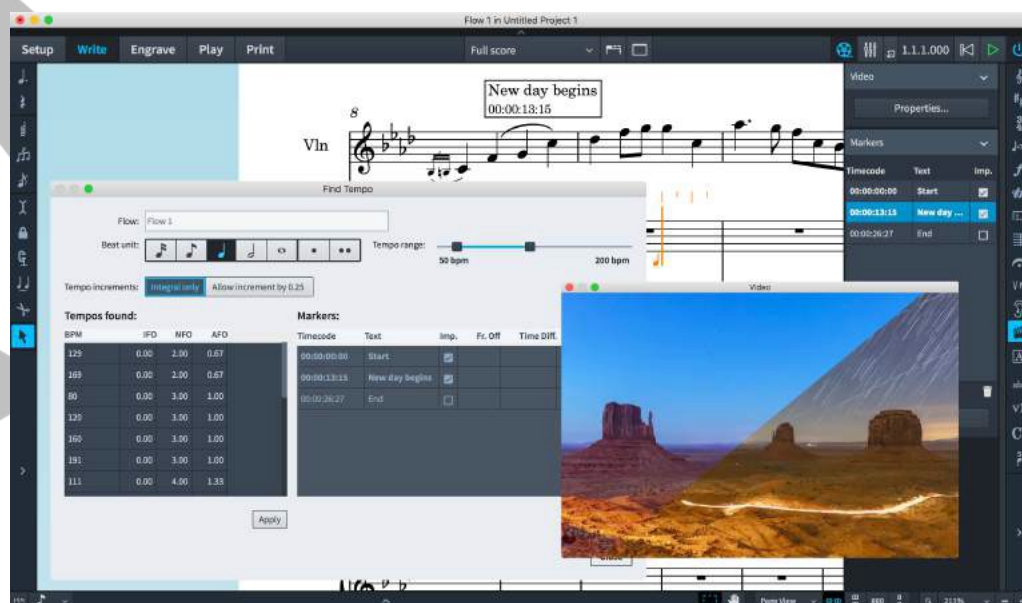 Flow 1 in Untitled Project 1
Setup Write Engrave Play Print
Full score
1.1.1.000
Video
Properties...
New day begins
00:00:13:15
8
Vln
Markers
Timecode Text Imp.
00:00:00:00 Start
00:00:13:15 New day ...
00:00:26:27 End
Find Tempo
Flow: Flow 1
Beat unit:
Tempo range:
50 bpm 200 bpm
Tempo increments: Integral only Allow increment by 0.25
Tempos found:
BPM IFO NFO AFO
129 0.00 2.00 0.67
169 0.00 2.00 0.67
80 0.00 3.00 1.00
120 0.00 3.00 1.00
160 0.00 3.00 1.00
191 0.00 3.00 1.00
111 0.00 4.00 1.33
Apply
Markers:
Timecode Text Imp. Fr. Off Time Diff.
00:00:00:00 Start
00:00:13:15 New day begins
00:00:26:27 End
Video
Close
Page View
213%